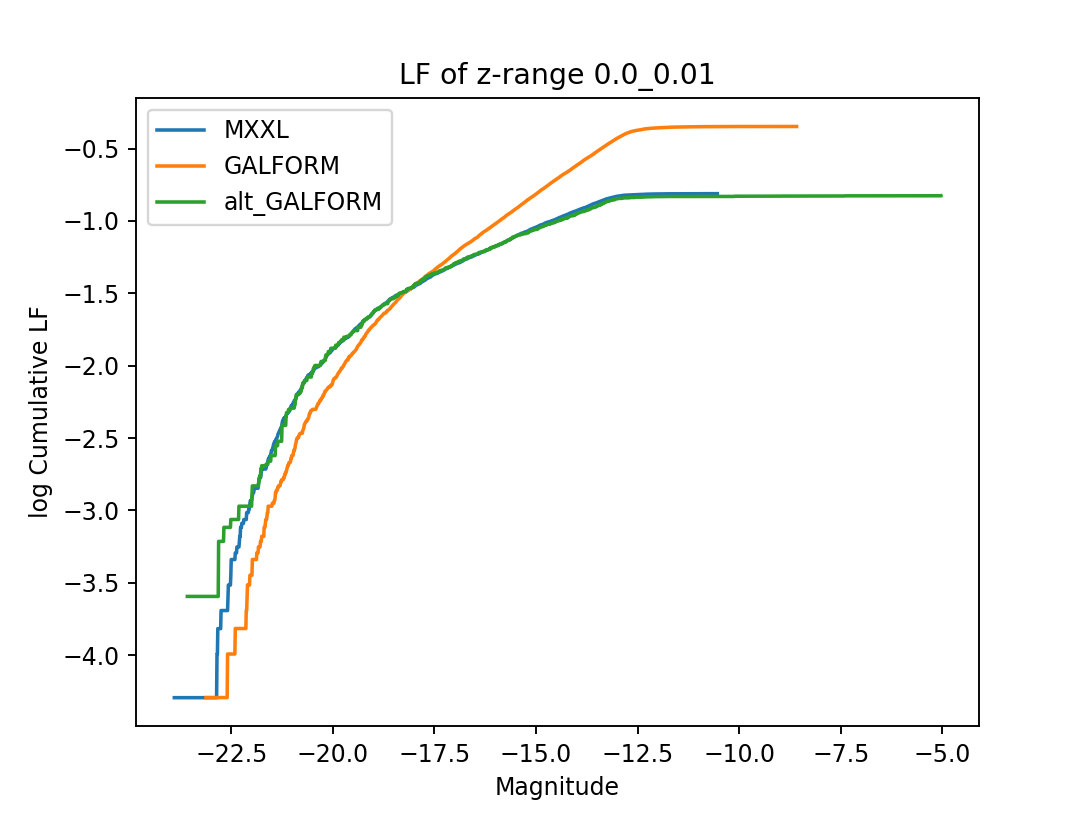 LF of z-range 0.0_0.01
MXXL
GALFORM
alt_GALFORM
log Cumulative LF
−0.5
−1.0
−1.5
−2.0
−2.5
−3.0
−3.5
−4.0
−22.5 −20.0 −17.5 −15.0 −12.5 −10.0 −7.5 −5.0
Magnitude